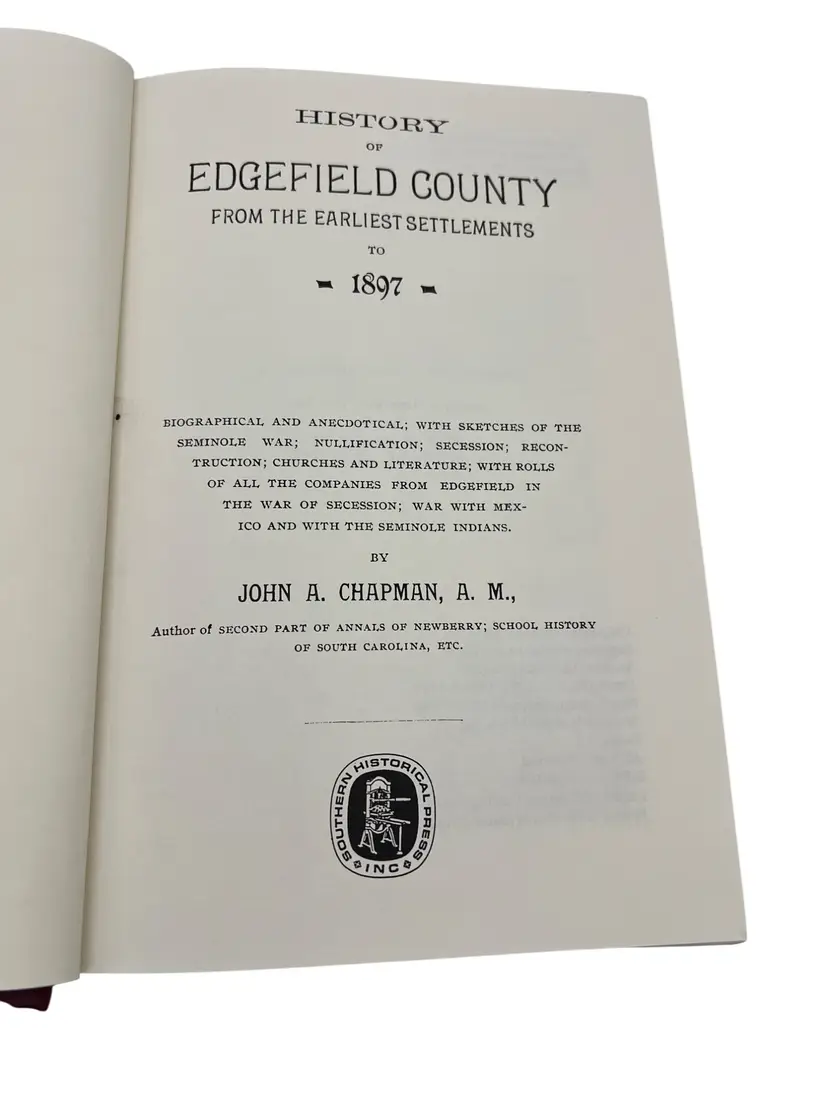 HISTORY
OF
EDGEFIELD COUNTY
FROM THE EARLIEST SETTLEMENTS
TO
1897
BIOGRAPHICAL AND ANECDOTICAL; WITH SKETCHES OF THE
SEMINOLE WAR; NULLIFICATION; SECESSION; RECON-
TRUCTION; CHURCHES AND LITERATURE; WITH ROLLS
OF ALL THE COMPANIES FROM EDGEFIELD IN
THE WAR OF SECESSION; WAR WITH MEX-
ICO AND WITH THE SEMINOLE INDIANS.
BY
JOHN A. CHAPMAN, A. M.,
Author of SECOND PART OF ANNALS OF NEWBERRY; SCHOOL HISTORY
OF SOUTH CAROLINA, ETC.
SOUTHERN HISTORICAL PRESS
INC